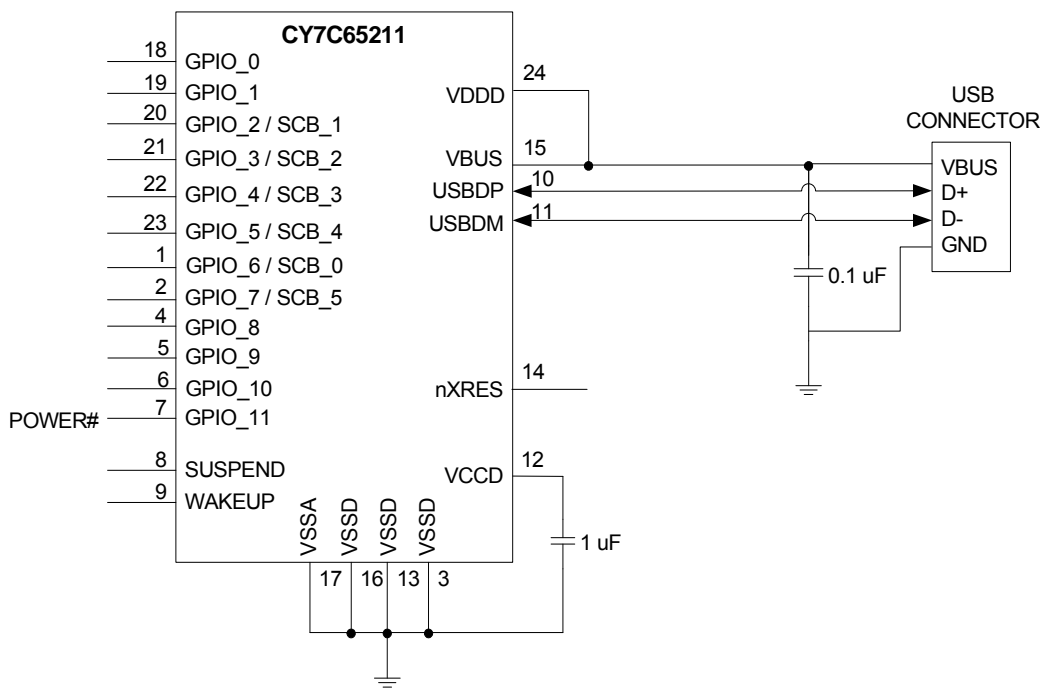 CY7C65211
18
GPIO_0
19
GPIO_1
20
GPIO_2 / SCB_1
21
GPIO_3 / SCB_2
22
GPIO_4 / SCB_3
23
GPIO_5 / SCB_4
1
GPIO_6 / SCB_0
2
GPIO_7 / SCB_5
4
GPIO_8
5
GPIO_9
6
GPIO_10
POWER#
7
GPIO_11
8
SUSPEND
9
WAKEUP
VDDD
24
VBUS
15
USBDP
10
USBDM
11
nXRES
14
VCCD
12
1 uF
VSSA
VSSD
VSSD
VSSD
17
16
13
3
USB
CONNECTOR
VBUS
D+
D-
GND
0.1 uF